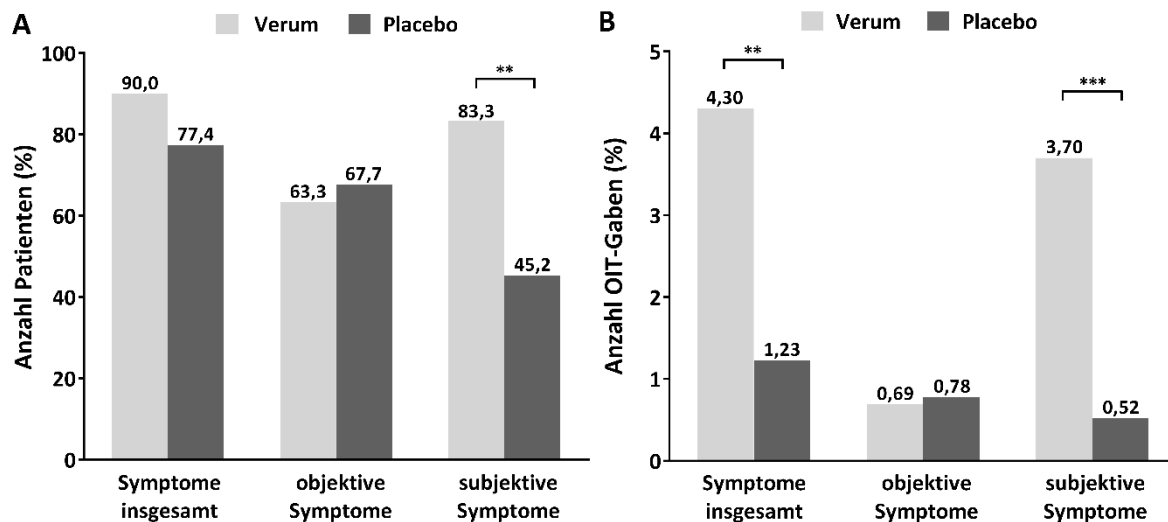 A
Verum Placebo
Anzahl Patienten (%)
100
80
60
40
20
0
90,0
77,4
63,3
67,7
83,3
45,2
**
Symptome
insgesamt
objektive
Symptome
subjektive
Symptome
B
Verum Placebo
Anzahl OIT-Gaben (%)
5
4
3
2
1
0
**
4,30
1,23
0,69
0,78
***
3,70
0,52
Symptome
insgesamt
objektive
Symptome
subjektive
Symptome